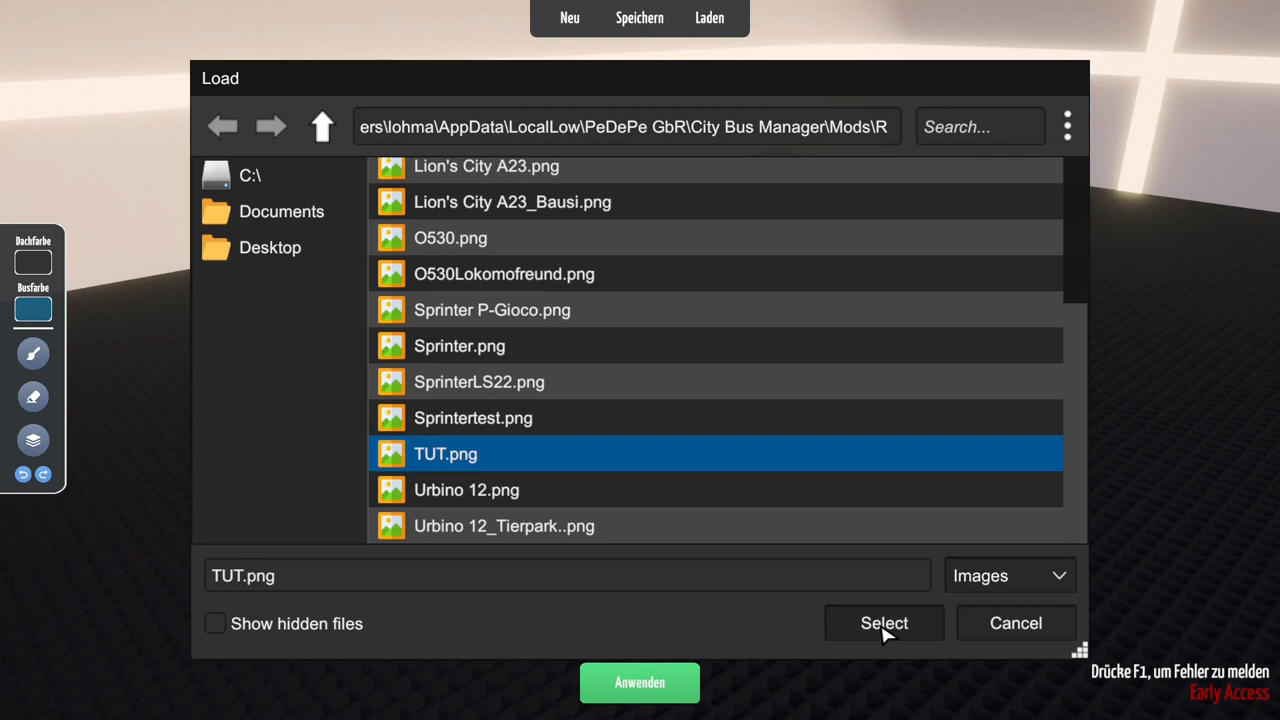 Neu Speichern Laden
Load
ers\lohma\AppData\LocalLow\PeDePe GbR\City Bus Manager\Mods\R
Search...
C:\
Documents
Desktop
Lion's City A23.png
Lion's City A23_Bausi.png
O530.png
O530Lokomofreund.png
Sprinter P-Gioco.png
Sprinter.png
SprinterLS22.png
Sprintertest.png
TUT.png
Urbino 12.png
Urbino 12_Tierpark..png
Dachfarbe
Busfarbe
TUT.png
Images
Show hidden files
Select
Cancel
Anwenden
Drücke F1, um Fehler zu melden
Early Access